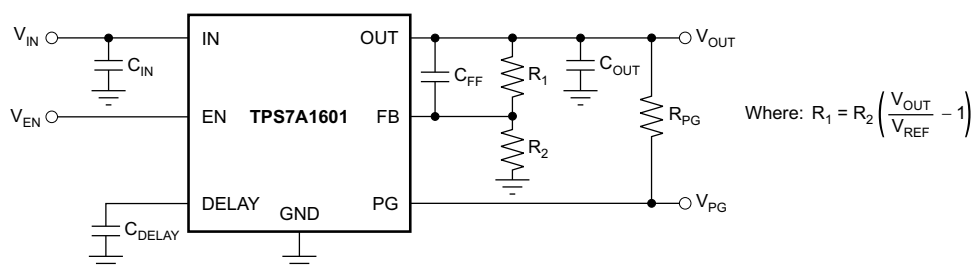 V_IN
C_IN
IN
OUT
V_OUT
C_FF
R_1
C_OUT
V_EN
EN
TPS7A1601
FB
R_2
R_PG
Where: R_1 = R_2 ( V_OUT / V_REF − 1 )
DELAY
GND
PG
V_PG
C_DELAY